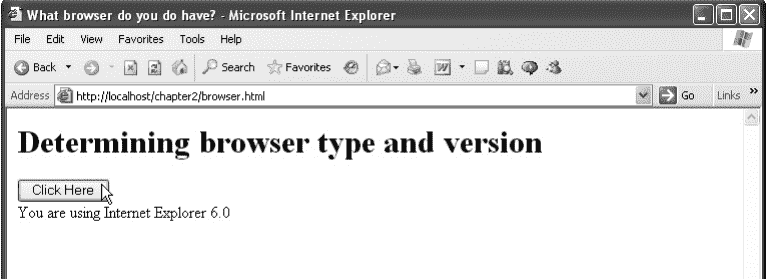 What browser do you do have? - Microsoft Internet Explorer
File Edit View Favorites Tools Help
Back Search Favorites
Address http://localhost/chapter2/browser.html Go Links »
Determining browser type and version
Click Here
You are using Internet Explorer 6.0